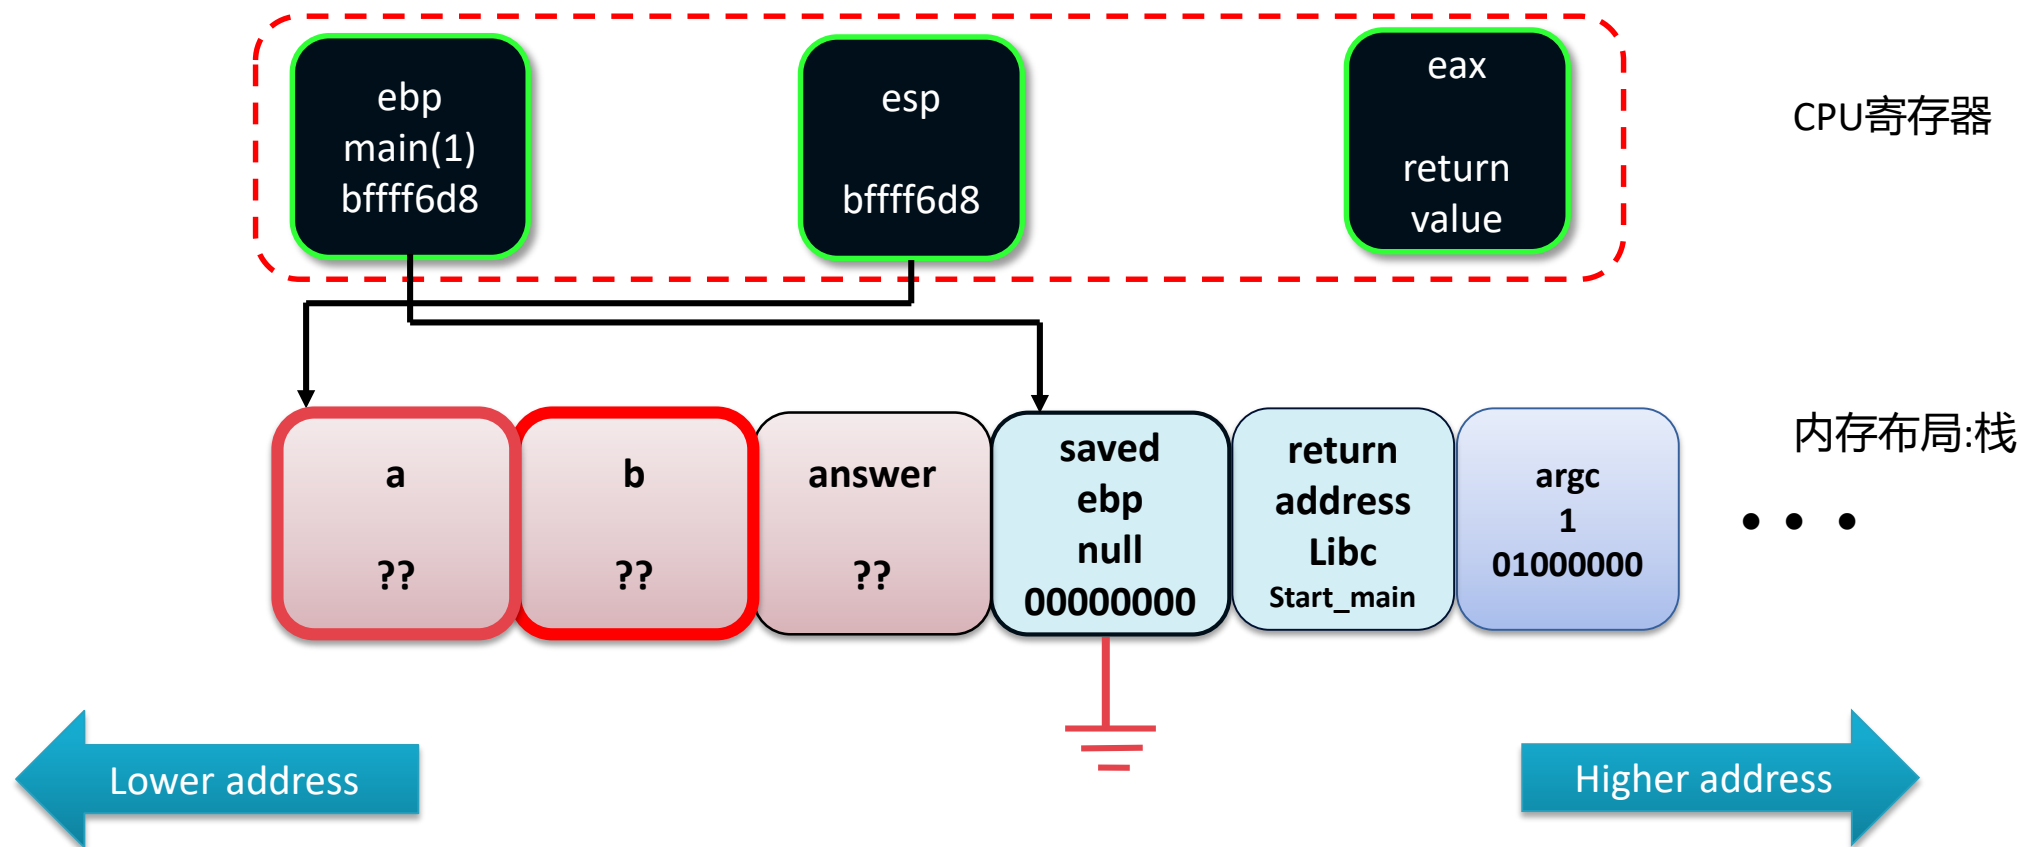 ebp
main(1)
bffff6d8
esp
bffff6d8
eax
return
value
CPU寄存器
a
??
b
??
answer
??
saved
ebp
null
00000000
return
address
Libc
Start_main
argc
1
01000000
内存布局:栈
• • •
Lower address
Higher address